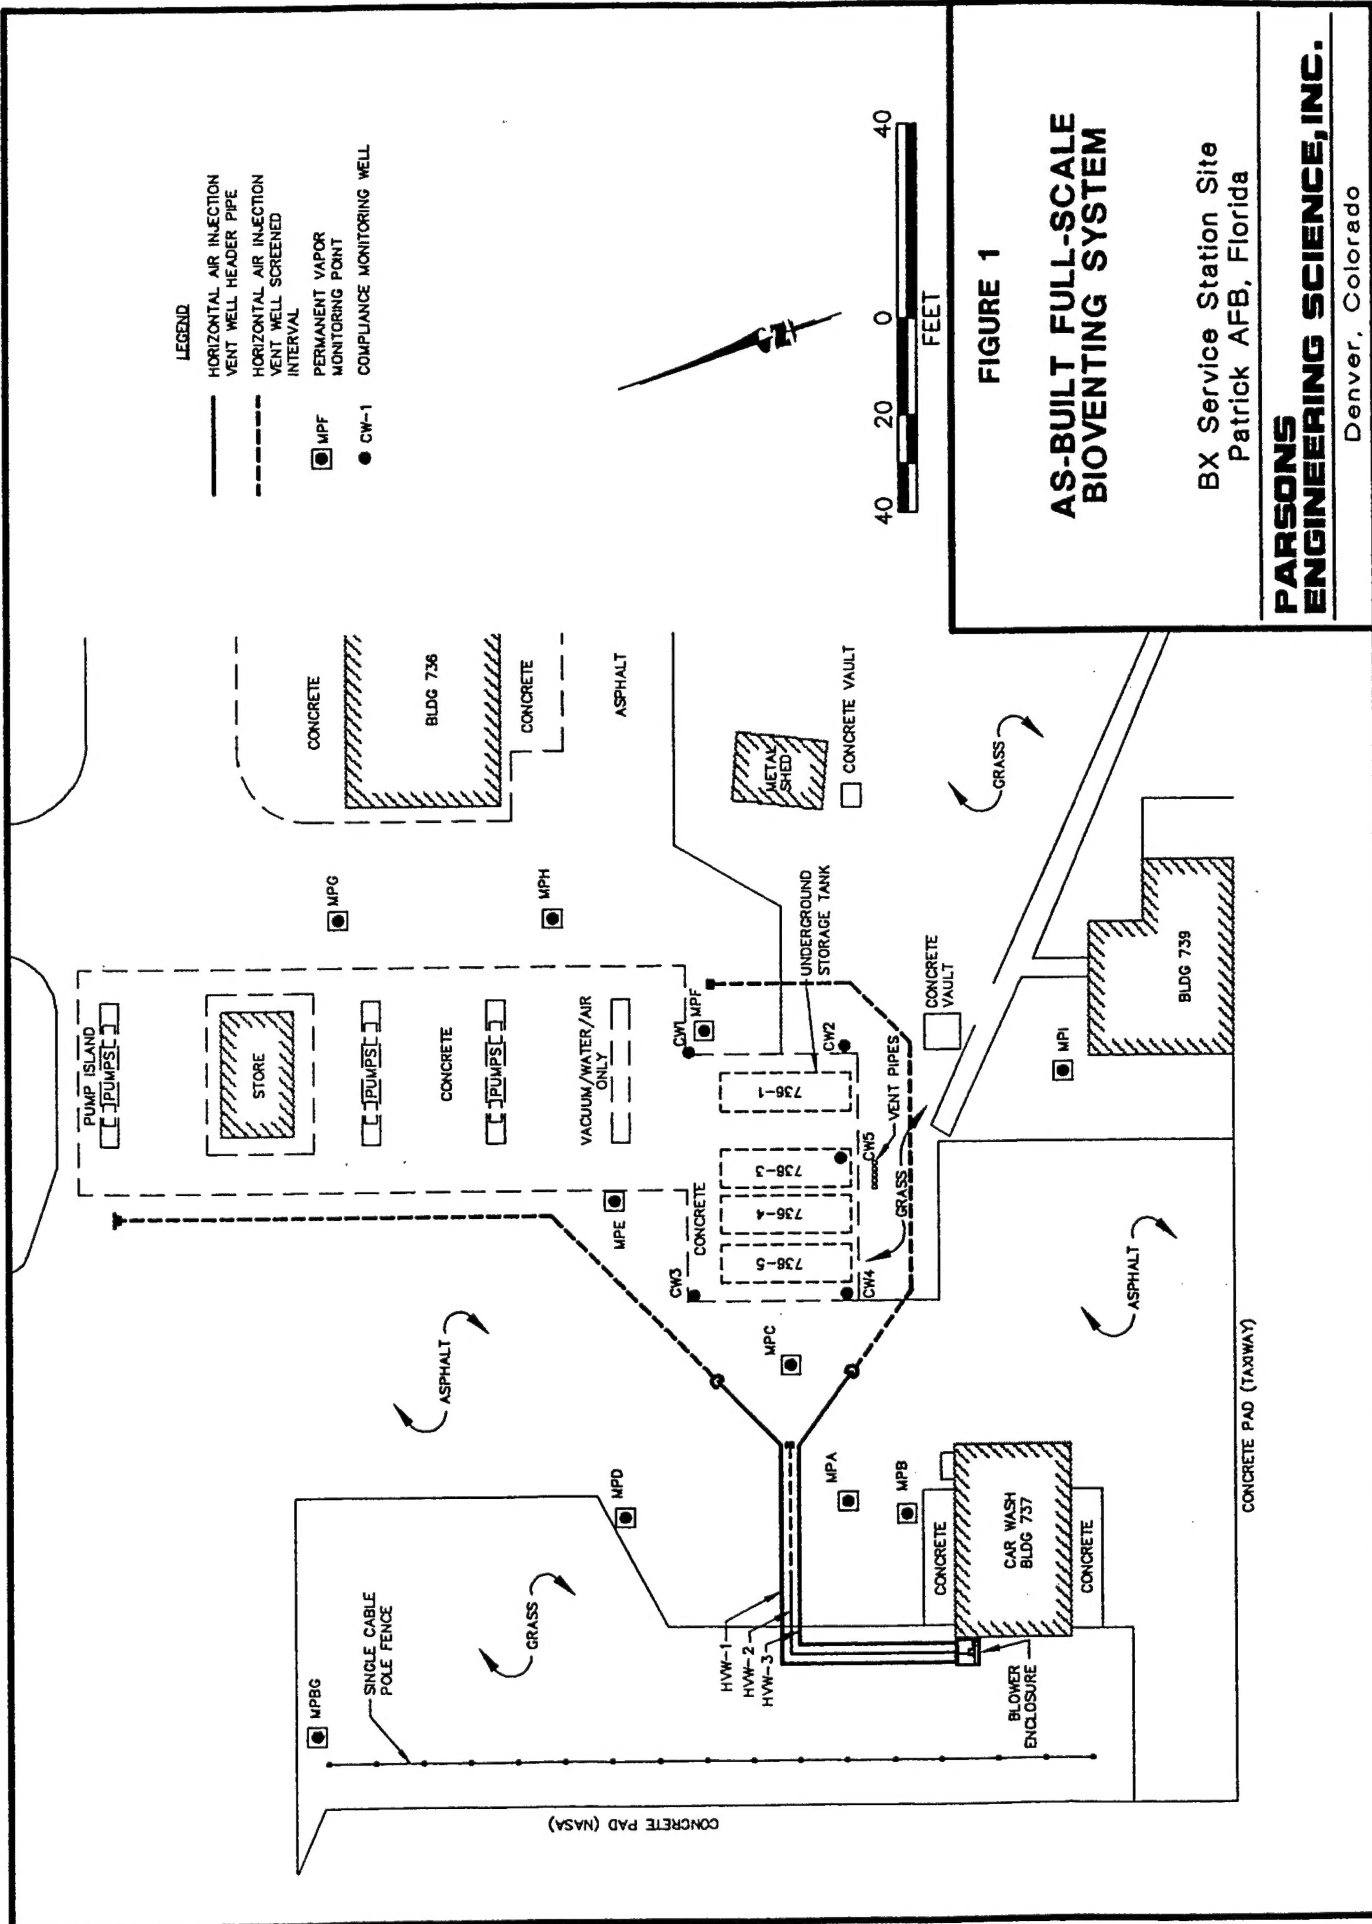 LEGEND
HORIZONTAL AIR INJECTION
VENT WELL HEADER PIPE
HORIZONTAL AIR INJECTION
VENT WELL SCREENED
INTERVAL
MPF
PERMANENT VAPOR
MONITORING POINT
CW-1
COMPLIANCE MONITORING WELL
40
20
0
40
FEET
FIGURE 1
AS-BUILT FULL-SCALE
BIOVENTING SYSTEM
BX Service Station Site
Patrick AFB, Florida
PARSONS
ENGINEERING SCIENCE, INC.
Denver, Colorado
CONCRETE
BLDG 736
CONCRETE
ASPHALT
METAL
SHED
CONCRETE VAULT
GRASS
MPG
MPH
UNDERGROUND
STORAGE TANK
CONCRETE
VAULT
BLDG 739
MPI
PUMP ISLAND
PUMPS
STORE
PUMPS
CONCRETE
PUMPS
VACUUM/WATER/AIR
ONLY
CW1
MPF
CW2
736-1
736-3
736-4
736-5
CW5
VENT PIPES
GRASS
CONCRETE
MPE
CW3
CW4
MPC
ASPHALT
ASPHALT
MPD
MPA
MPB
CONCRETE
CAR WASH
BLDG 737
CONCRETE
CONCRETE PAD (TAXIWAY)
HVW-1
HVW-2
HVW-3
BLOWER
ENCLOSURE
GRASS
SINGLE CABLE
POLE FENCE
MPBG
CONCRETE PAD (NASA)